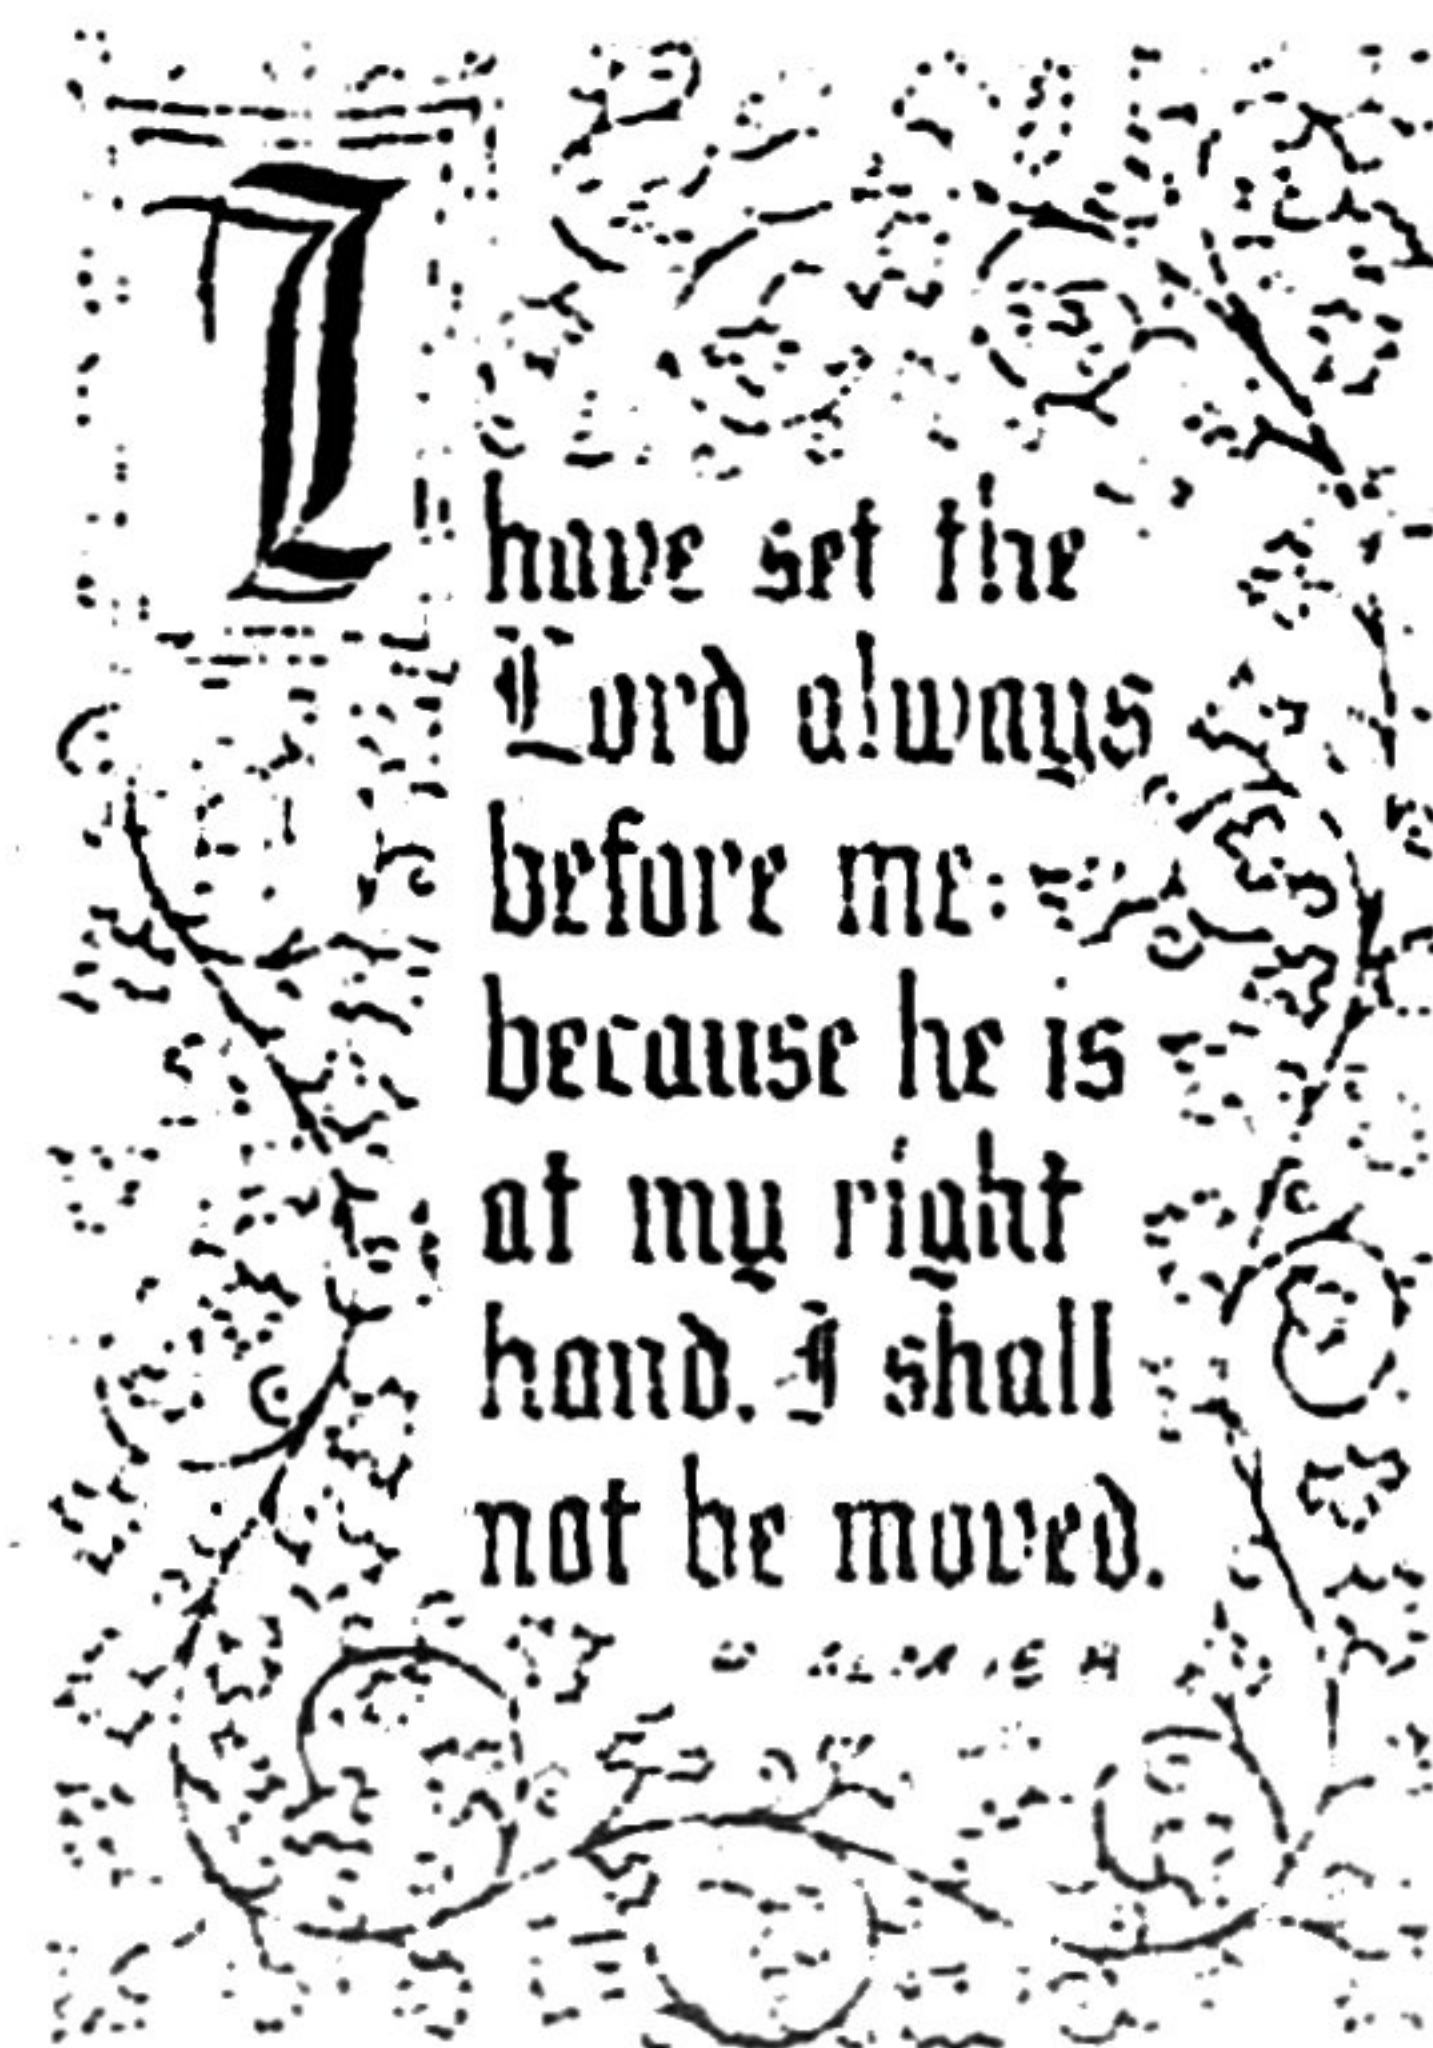 I
have set the
Lord always
before me:
because he is
at my right
hand. I shall
not be moved.